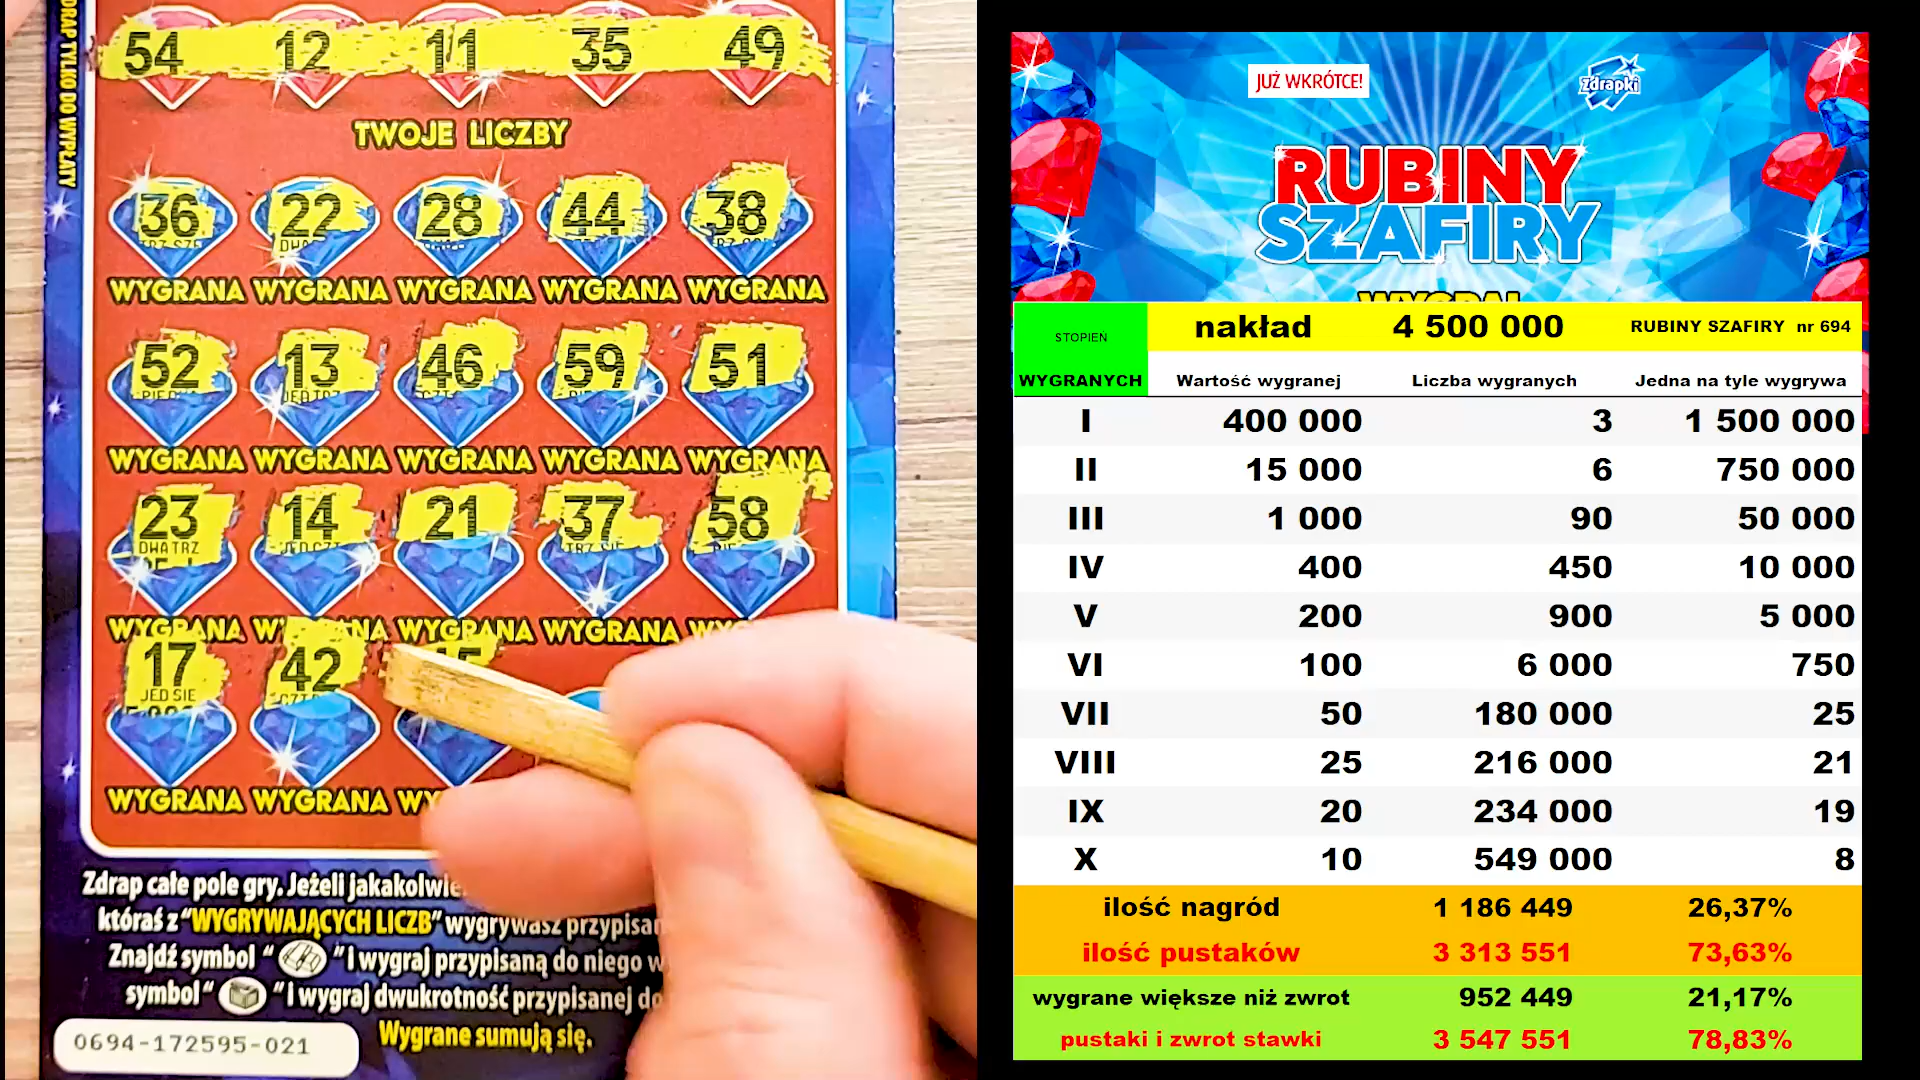 ZDRAP TYLKO DO WYPŁATY
54 12 11 35 49
TWOJE LICZBY
36 22 28 44 38
DWA
WYGRANA WYGRANA WYGRANA WYGRANA WYGRANA
52 13 46 59 51
WYGRANA WYGRANA WYGRANA WYGRANA WYGRANA
23 14 21 37 58
DWA TRZ
WYGRANA WYGRANA WYGRANA WYGRANA
17 42
JED SIE
WYGRANA WYGRANA
Zdrap całe pole gry. Jeżeli
któraś z "WYGRYWAJĄCYCH LICZB" wygrywasz
Znajdź symbol " " i wygraj przypisaną do niego
symbol " " i wygraj dwukrotność przypisanej do
Wygrane sumują się.
0694-172595-021
JUŻ WKRÓTCE!
zdrapki
RUBINY
SZAFIRY
WYGRAJ
STOPIEŃ WYGRANYCH
nakład 4 500 000 RUBINY SZAFIRY nr 694
Wartość wygranej Liczba wygranych Jedna na tyle wygrywa
I 400 000 3 1 500 000
II 15 000 6 750 000
III 1 000 90 50 000
IV 400 450 10 000
V 200 900 5 000
VI 100 6 000 750
VII 50 180 000 25
VIII 25 216 000 21
IX 20 234 000 19
X 10 549 000 8
ilość nagród 1 186 449 26,37%
ilość pustaków 3 313 551 73,63%
wygrane większe niż zwrot 952 449 21,17%
pustaki i zwrot stawki 3 547 551 78,83%